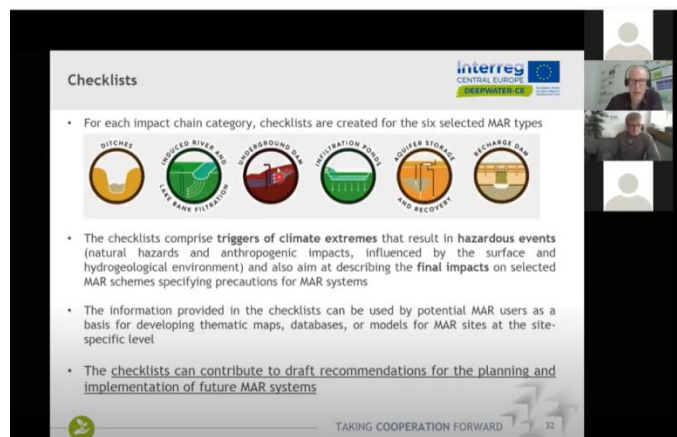 Checklists
Interreg
CENTRAL EUROPE
DEEPWATER-CE
• For each impact chain category, checklists are created for the six selected MAR types
DITCHES
INDUCED RIVER AND
LAKE BANK FILTRATION
UNDERGROUND DAM
INFILTRATION PONDS
AQUIFER STORAGE
AND RECOVERY
RECHARGE DAM
• The checklists comprise triggers of climate extremes that result in hazardous events
(natural hazards and anthropogenic impacts, influenced by the surface and
hydrogeological environment) and also aim at describing the final impacts on selected
MAR schemes specifying precautions for MAR systems
• The information provided in the checklists can be used by potential MAR users as a
basis for developing thematic maps, databases, or models for MAR sites at the site-
specific level
• The checklists can contribute to draft recommendations for the planning and
implementation of future MAR systems
TAKING COOPERATION FORWARD
32